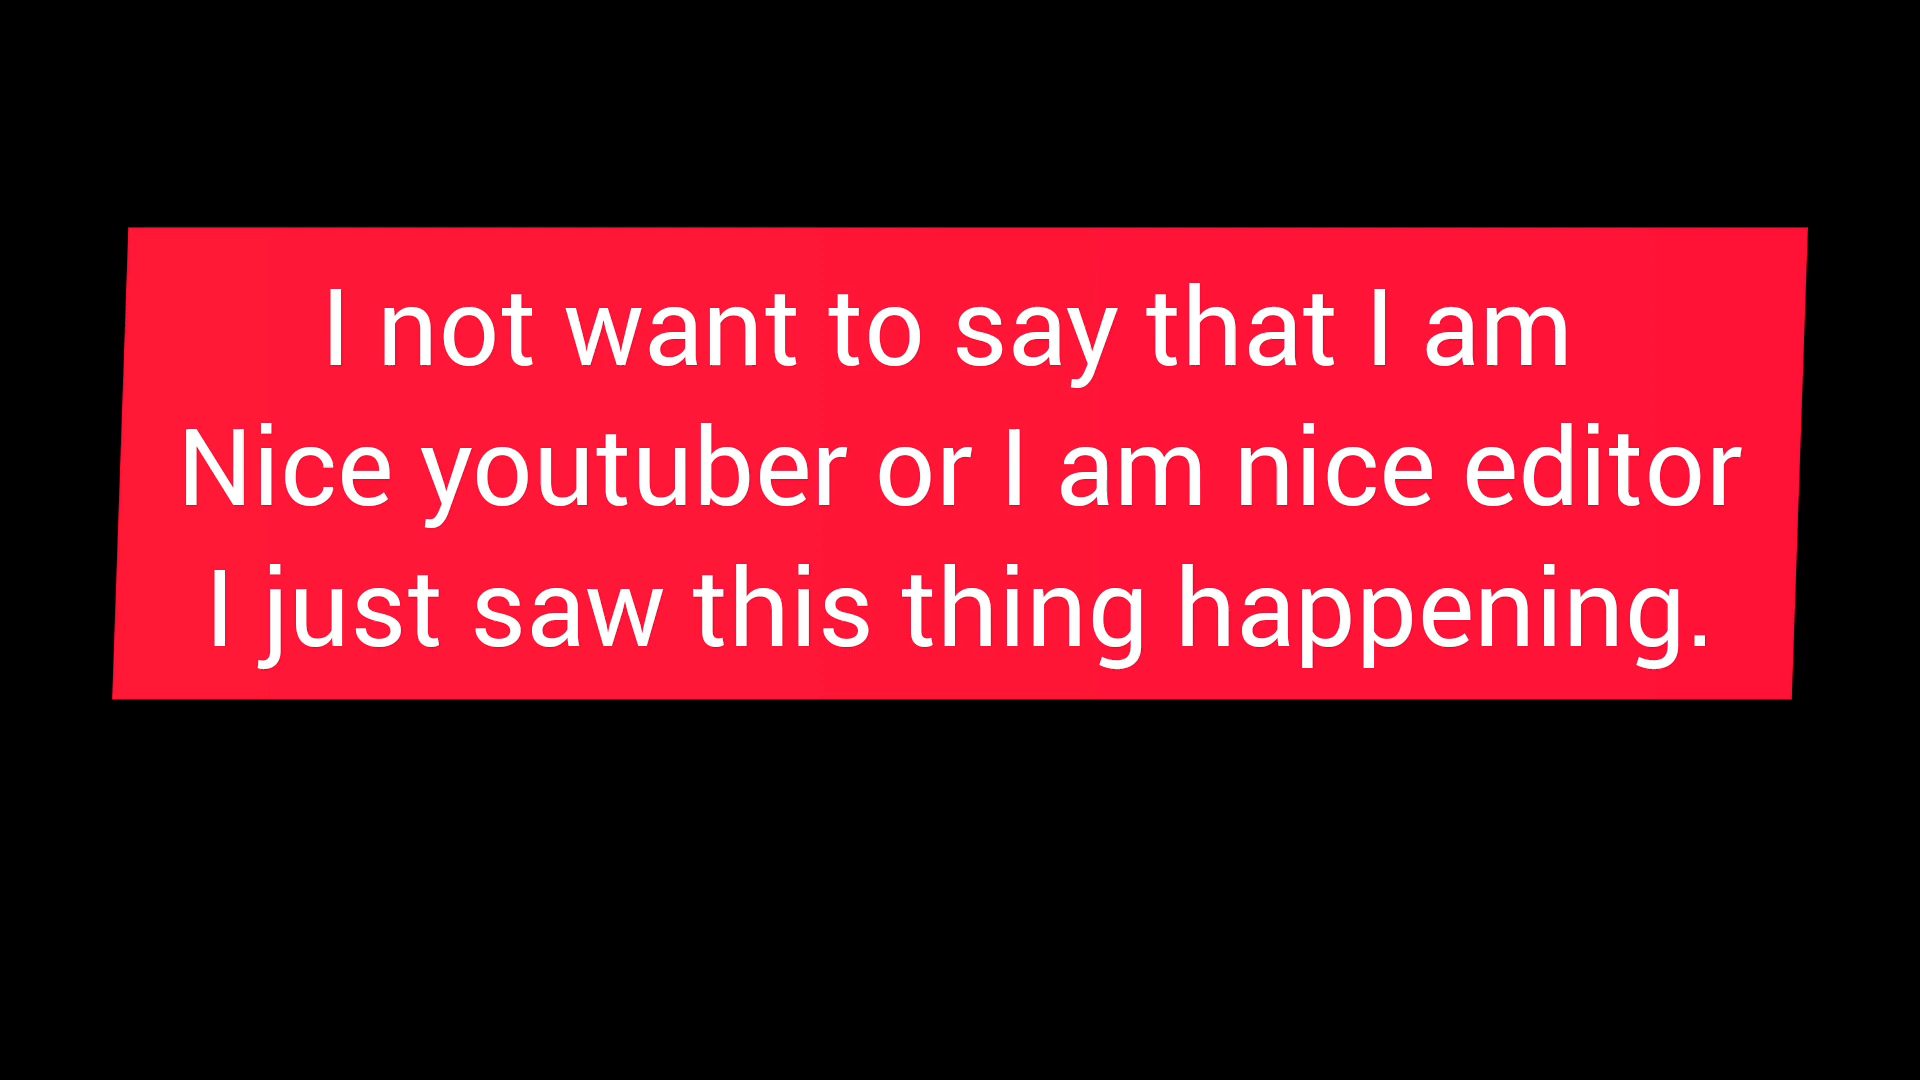 I not want to say that I am
Nice youtuber or I am nice editor
I just saw this thing happening.